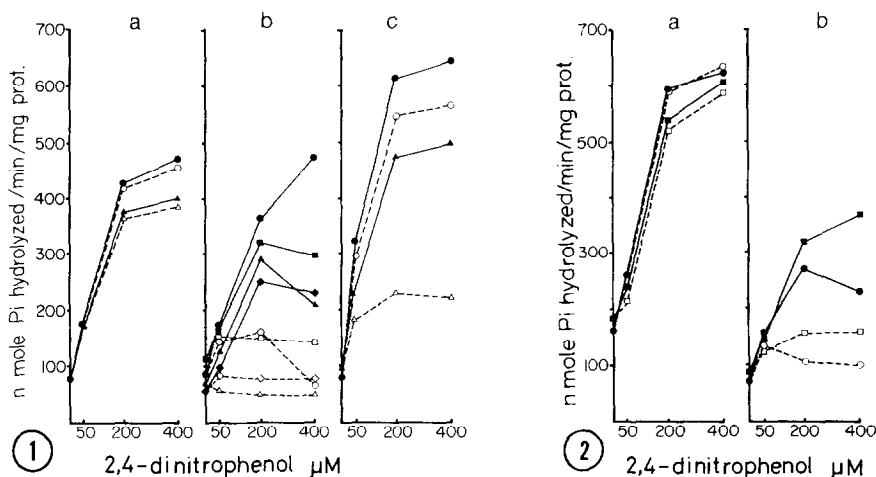 a b c
700
600
500
400
300
200
100
n mole Pi hydrolyzed/min/mg prot.
50 200 400 50 200 400 50 200 400
2,4-dinitrophenol µM
1
a b
700
500
300
100
n mole Pi hydrolyzed/min/mg prot.
50 200 400 50 200 400
2,4-dinitrophenol µM
2